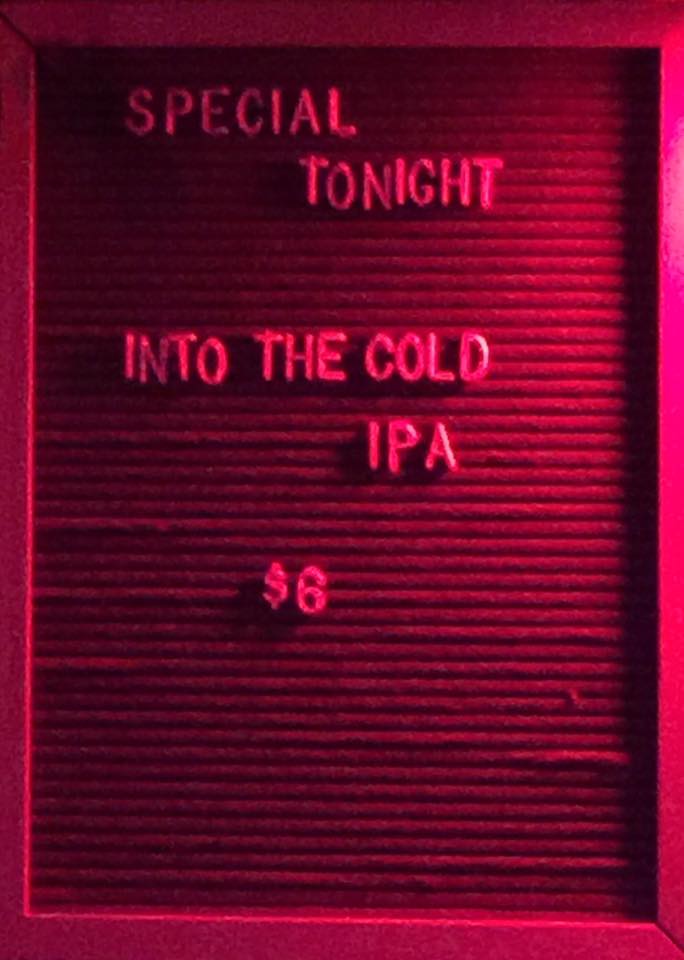 SPECIAL
TONIGHT
INTO THE COLD
IPA
$6